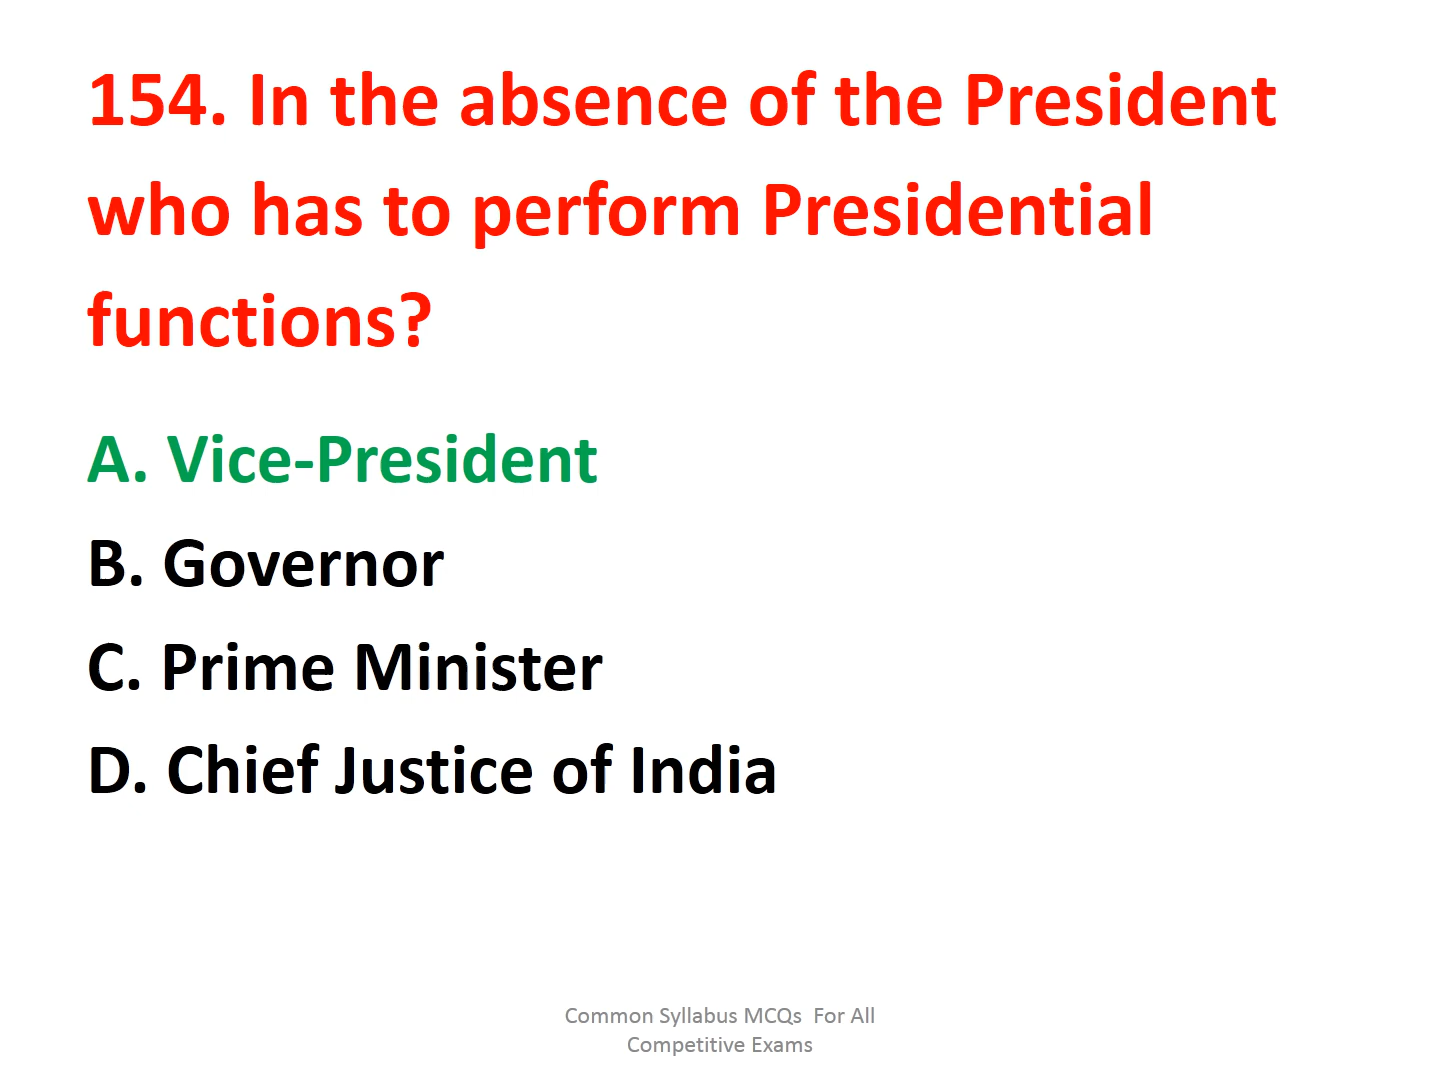 154. In the absence of the President
who has to perform Presidential
functions?
A. Vice-President
B. Governor
C. Prime Minister
D. Chief Justice of India
Common Syllabus MCQs  For All
Competitive Exams